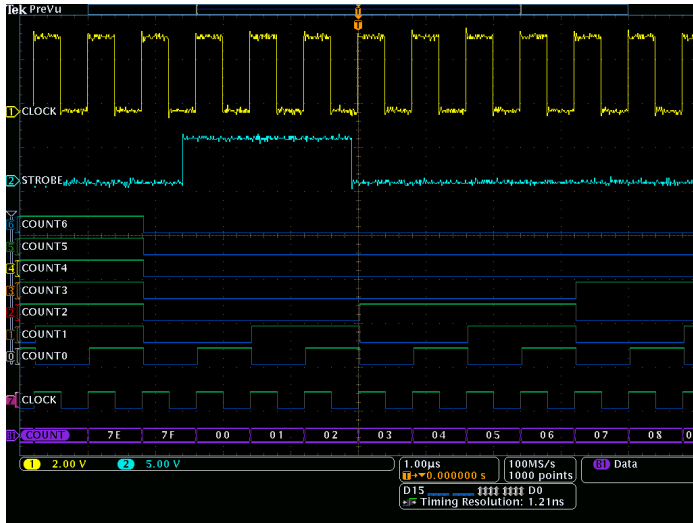 Tek PreVu
T
T
1 CLOCK
2 STROBE
6 COUNT6
5 COUNT5
4 COUNT4
3 COUNT3
2 COUNT2
1 COUNT1
0 COUNT0
7 CLOCK
B1 COUNT 7E 7F 00 01 02 03 04 05 06 07 08 0
1 2.00 V 2 5.00 V
1.00µs
T→▼0.000000 s
100MS/s
1000 points
B1 Data
D15 D0
Timing Resolution: 1.21ns